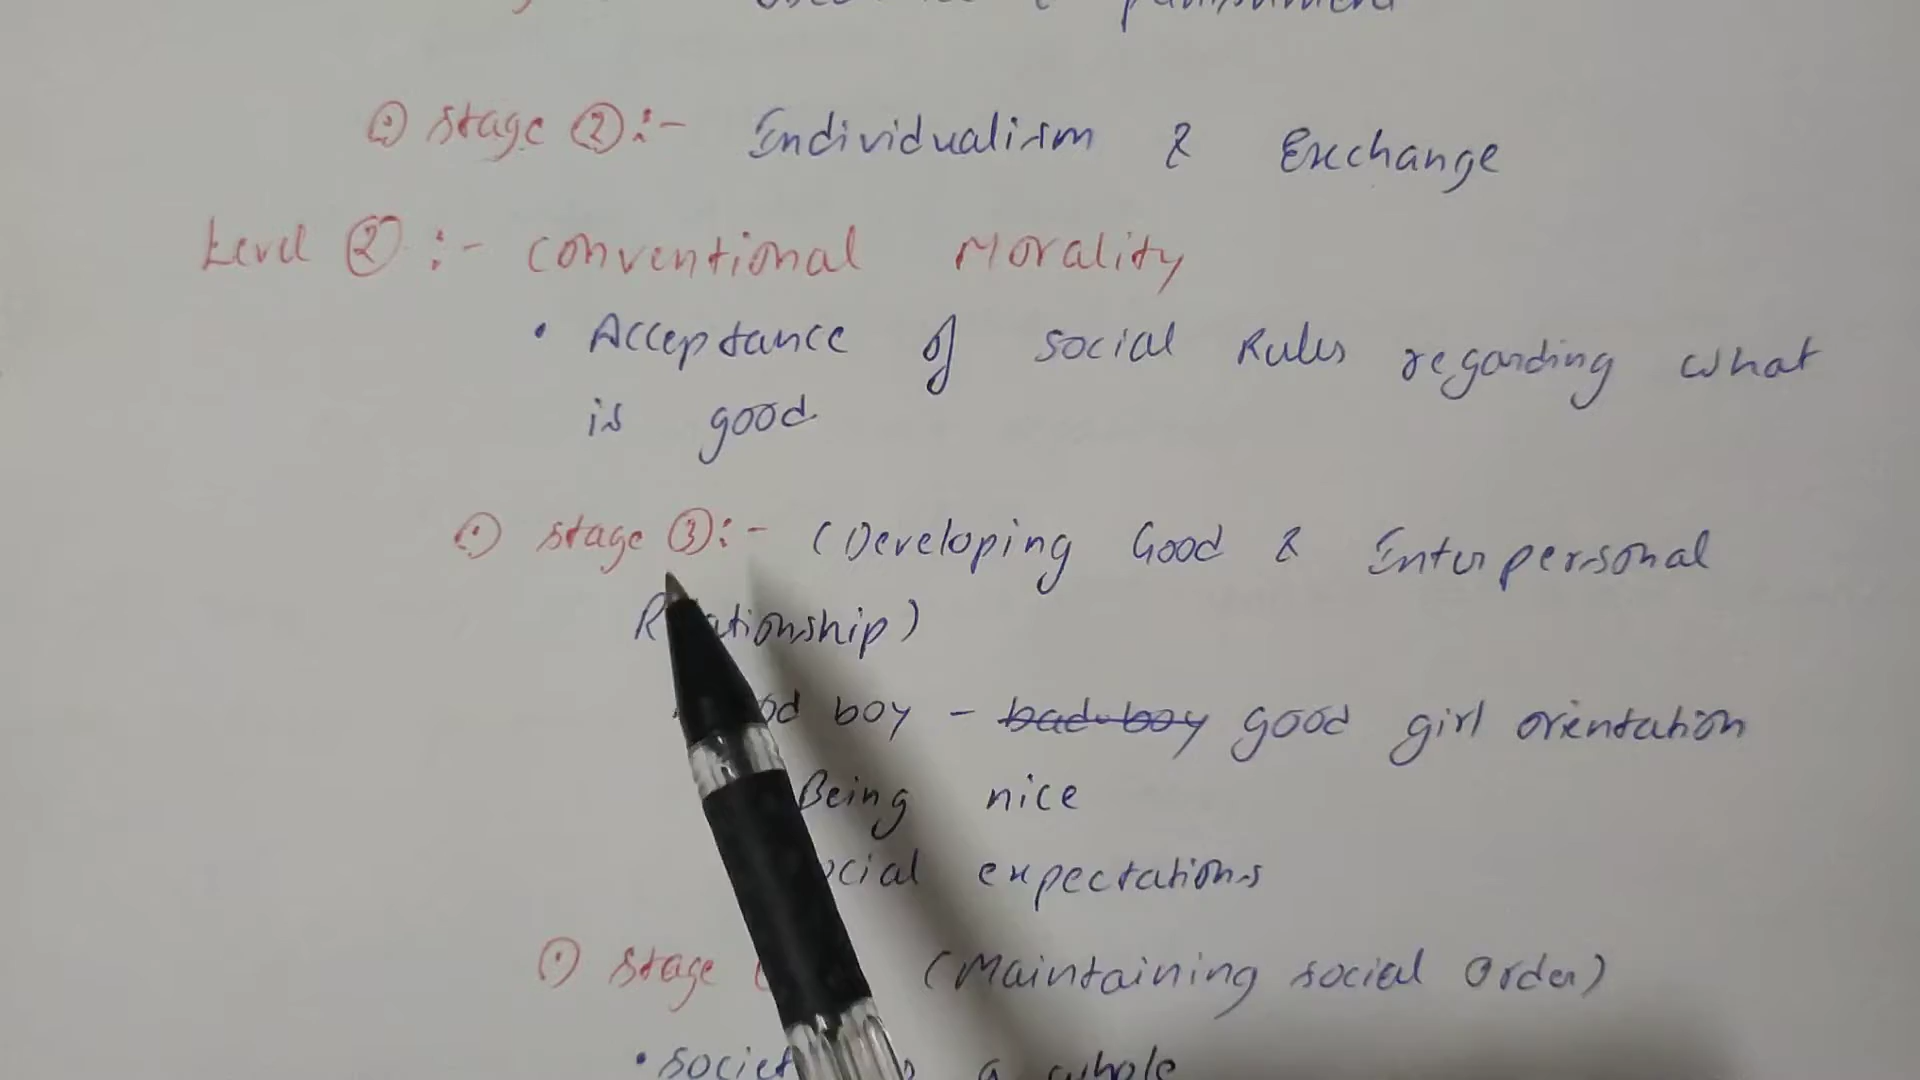 stage ②:- Individualism & Exchange
Level ②:- Conventional Morality
• Acceptance of social Rules regarding what
is good
stage ③:- (Developing Good & Interpersonal
Relationship)
boy - bad boy good girl orientation
Being nice
social expectations
stage (Maintaining social Order)
• a whole